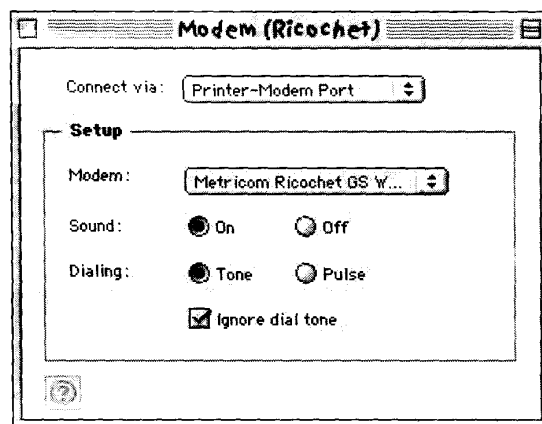 Modem (Ricochet)
Connect via: Printer-Modem Port
Setup
Modem: Metricom Ricochet GS W...
Sound: On Off
Dialing: Tone Pulse
Ignore dial tone
?